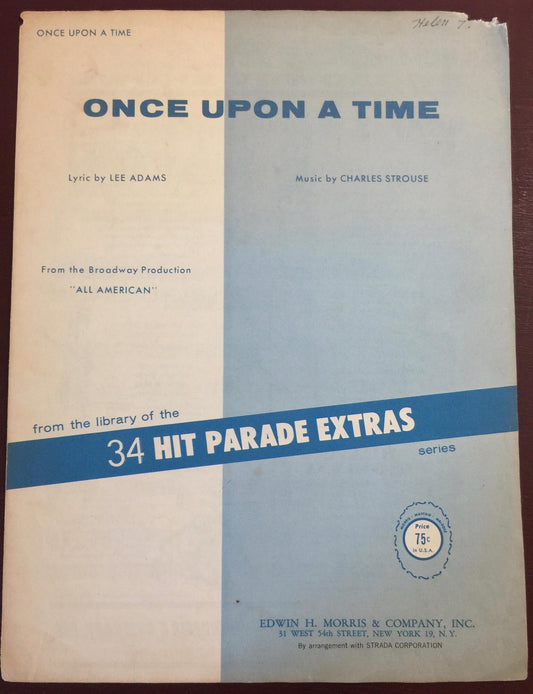 ONCE UPON A TIME
Helen T.
ONCE UPON A TIME
Lyric by LEE ADAMS
Music by CHARLES STROUSE
From the Broadway Production
"ALL AMERICAN"
from the library of the
34 HIT PARADE EXTRAS
series
Price
75c
in U.S.A.
EDWIN H. MORRIS & COMPANY, INC.
31 WEST 54th STREET, NEW YORK 19, N. Y.
By arrangement with STRADA CORPORATION